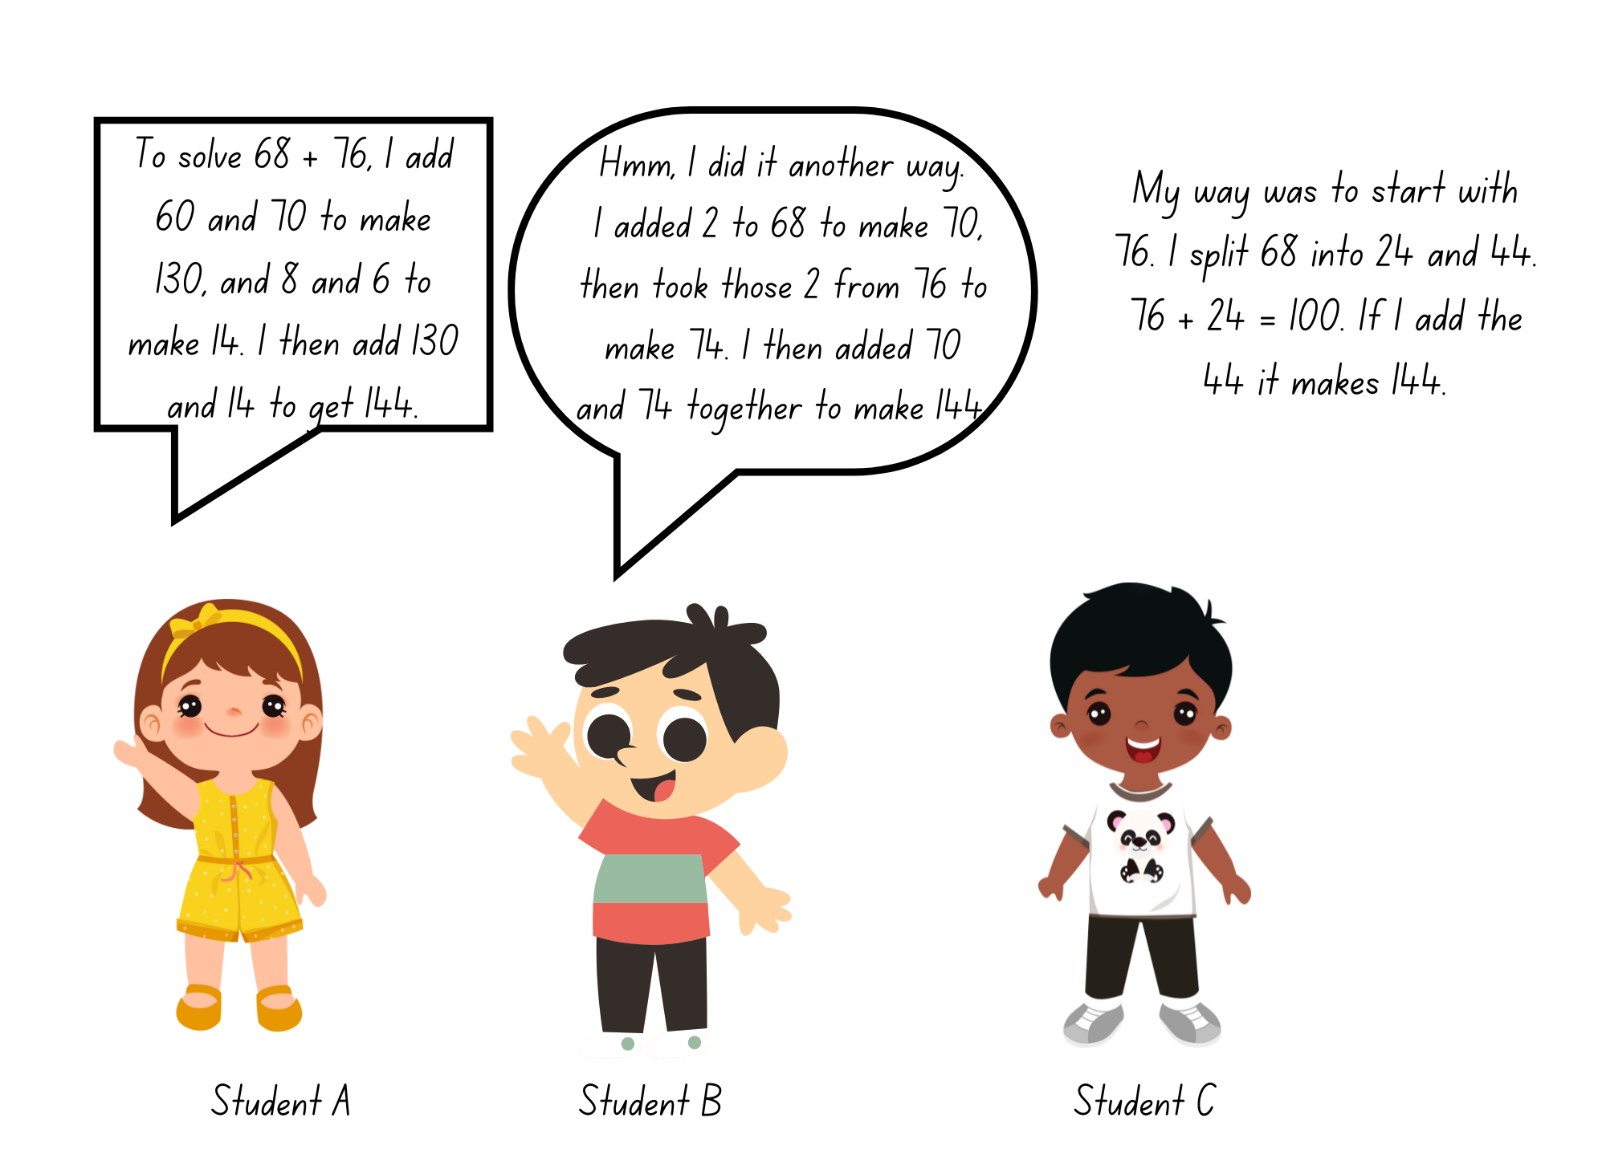 To solve 68 + 76, I add
60 and 70 to make
130, and 8 and 6 to
make 14. I then add 130
and 14 to get 144.
Hmm, I did it another way.
I added 2 to 68 to make 70,
then took those 2 from 76 to
make 74. I then added 70
and 74 together to make 144
My way was to start with
76. I split 68 into 24 and 44.
76 + 24 = 100. If I add the
44 it makes 144.
Student A
Student B
Student C